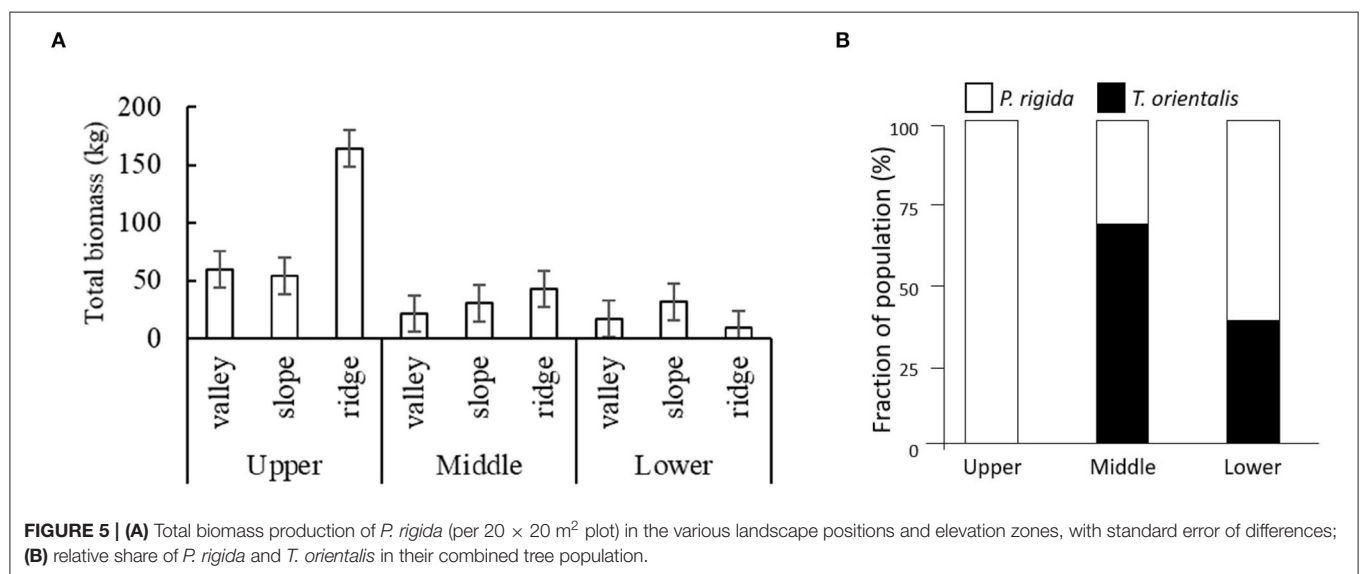 A
Total biomass (kg)
200
150
100
50
0
valley
slope
ridge
valley
slope
ridge
valley
slope
ridge
Upper Middle Lower
B
P. rigida T. orientalis
Fraction of population (%)
100
75
50
25
0
Upper Middle Lower
FIGURE 5 | (A) Total biomass production of P. rigida (per 20 × 20 m² plot) in the various landscape positions and elevation zones, with standard error of differences;
(B) relative share of P. rigida and T. orientalis in their combined tree population.